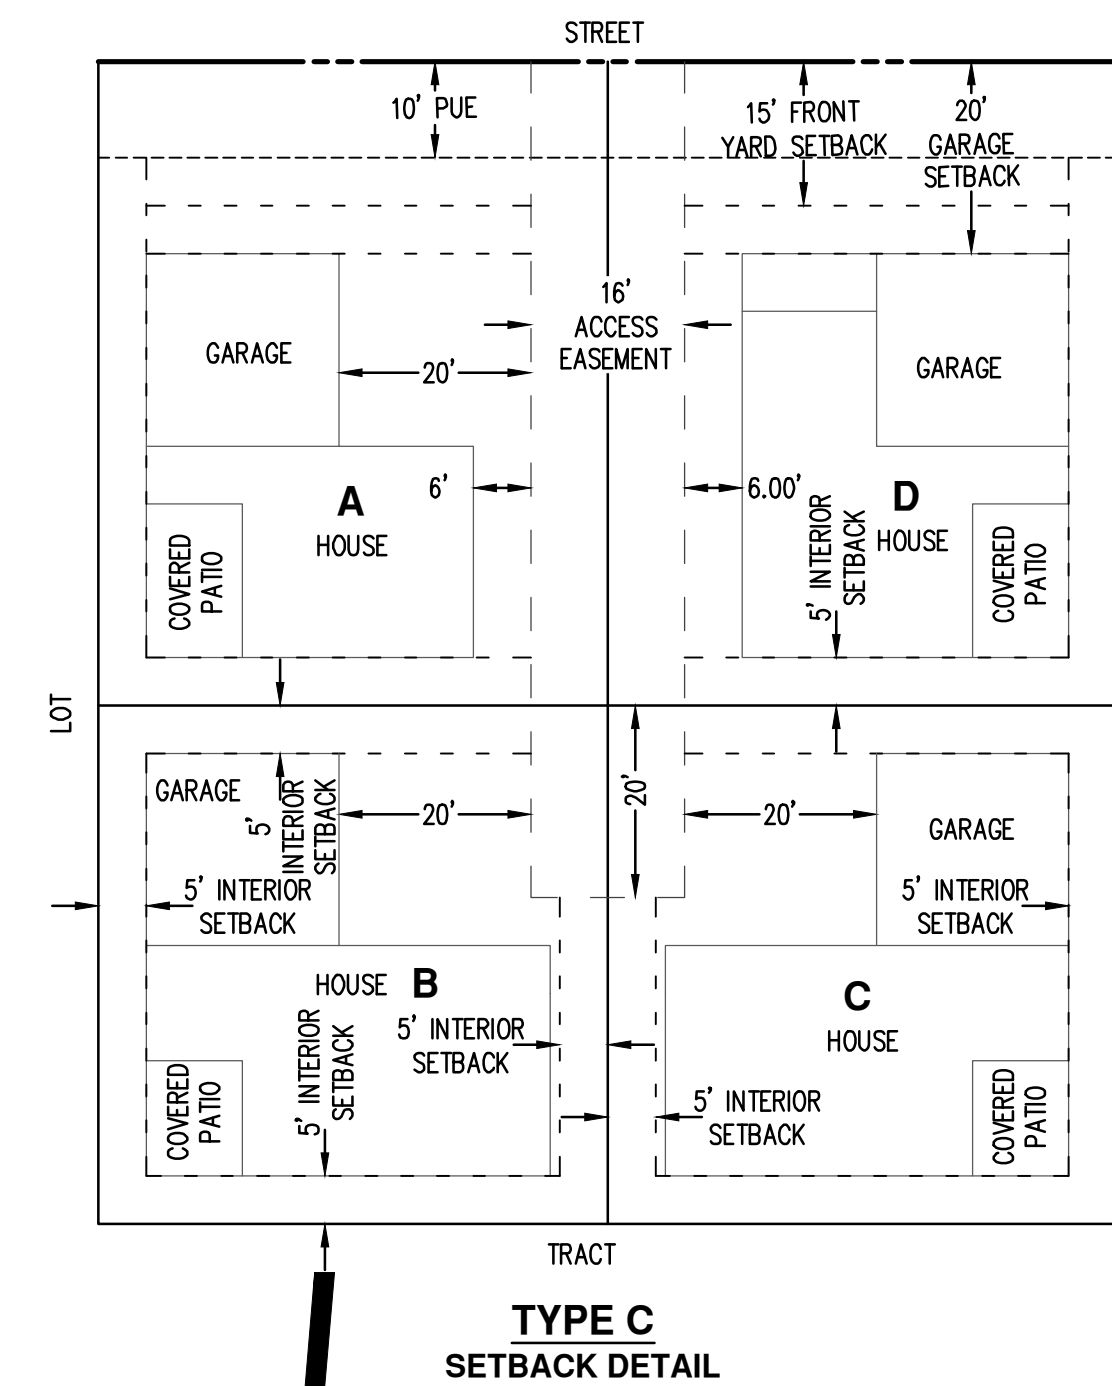 STREET
10' PUE
15' FRONT
YARD SETBACK
20'
GARAGE
SETBACK
16'
ACCESS
EASEMENT
GARAGE
20'
GARAGE
6'
A
HOUSE
COVERED
PATIO
6.00'
D
HOUSE
5' INTERIOR
SETBACK
COVERED
PATIO
LOT
GARAGE
5'
INTERIOR
SETBACK
20'
20'
20'
GARAGE
5' INTERIOR
SETBACK
5' INTERIOR
SETBACK
HOUSE B
5' INTERIOR
SETBACK
5' INTERIOR
SETBACK
COVERED
PATIO
C
HOUSE
5' INTERIOR
SETBACK
COVERED
PATIO
TRACT
TYPE C
SETBACK DETAIL